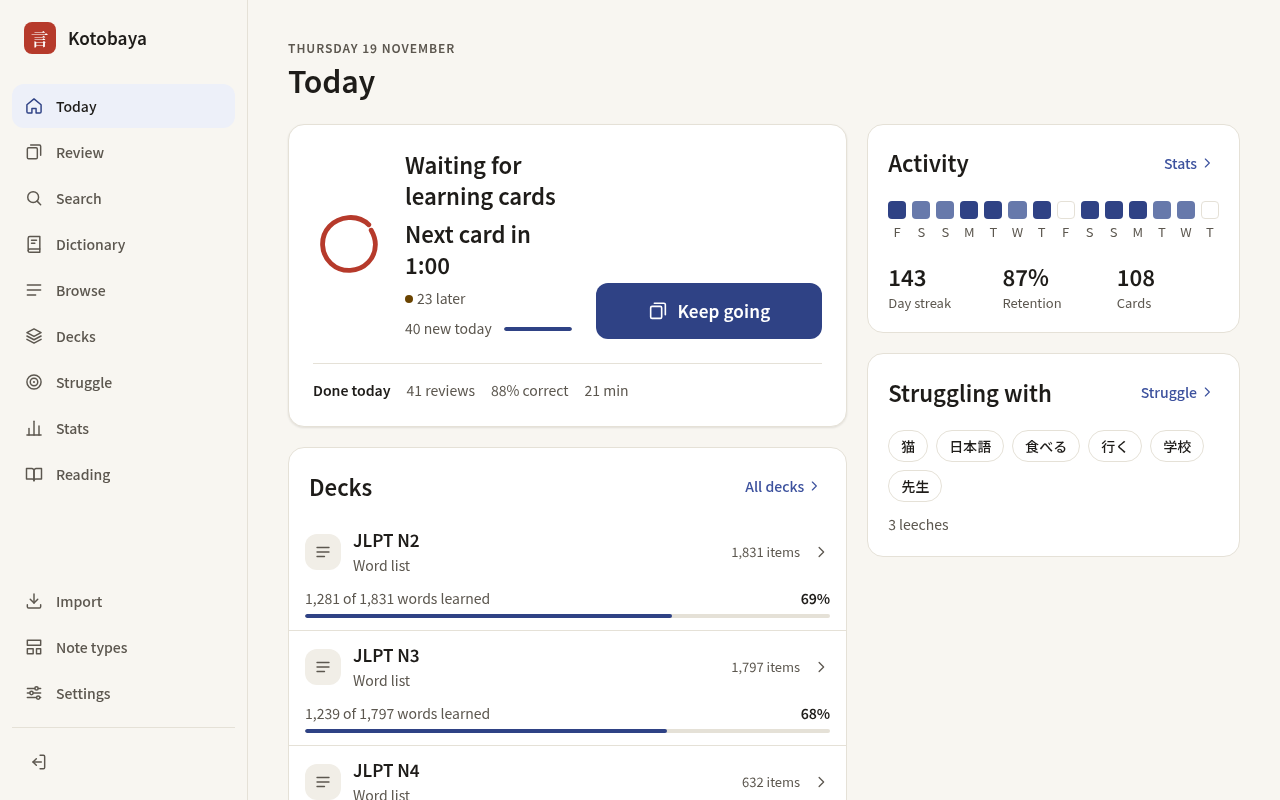 言 Kotobaya
Today
Review
Search
Dictionary
Browse
Decks
Struggle
Stats
Reading
Import
Note types
Settings
THURSDAY 19 NOVEMBER
Today
Waiting for
learning cards
Next card in
1:00
23 later
40 new today
Keep going
Done today 41 reviews 88% correct 21 min
Decks
All decks
JLPT N2
Word list
1,831 items
1,281 of 1,831 words learned
69%
JLPT N3
Word list
1,797 items
1,239 of 1,797 words learned
68%
JLPT N4
Word list
632 items
Activity
Stats
F S S M T W T F S S M T W T
143 87% 108
Day streak Retention Cards
Struggling with
Struggle
猫 日本語 食べる 行く 学校
先生
3 leeches